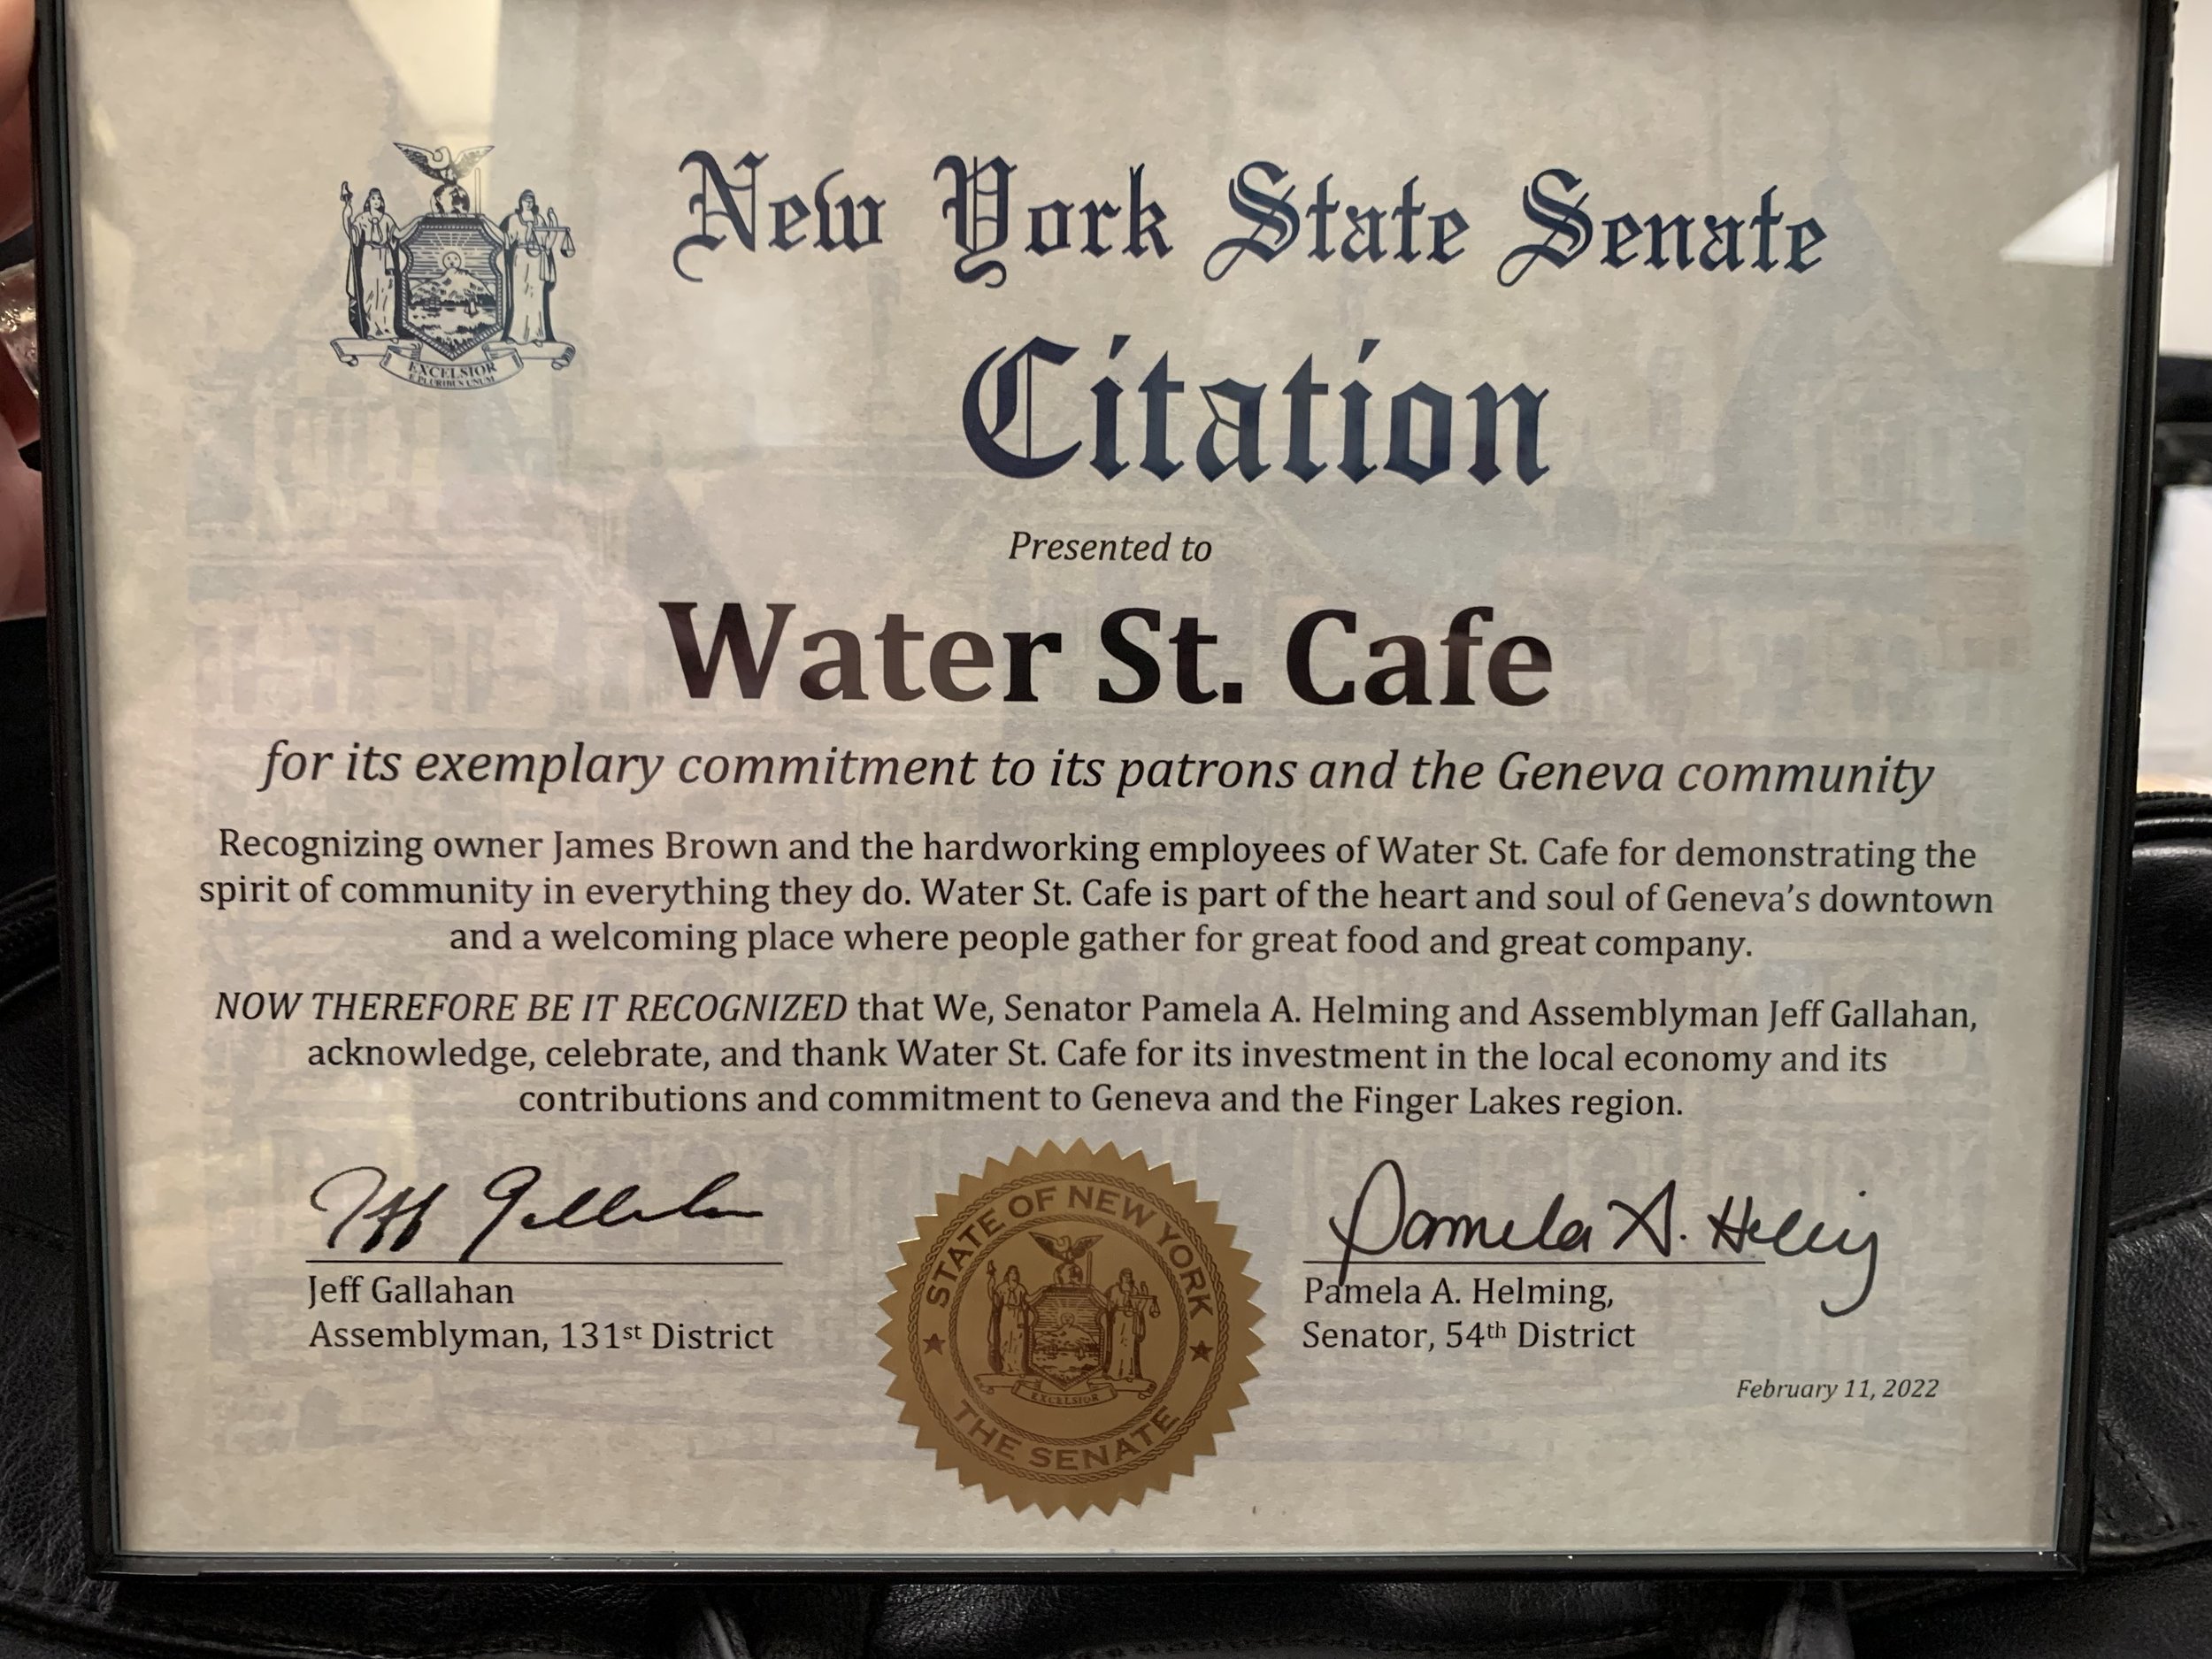 New York State Senate
Citation
EXCELSIOR
E PLURIBUS UNUM
Presented to
Water St. Cafe
for its exemplary commitment to its patrons and the Geneva community
Recognizing owner James Brown and the hardworking employees of Water St. Cafe for demonstrating the
spirit of community in everything they do. Water St. Cafe is part of the heart and soul of Geneva's downtown
and a welcoming place where people gather for great food and great company.
NOW THEREFORE BE IT RECOGNIZED that We, Senator Pamela A. Helming and Assemblyman Jeff Gallahan,
acknowledge, celebrate, and thank Water St. Cafe for its investment in the local economy and its
contributions and commitment to Geneva and the Finger Lakes region.
Jeff Gallahan
Jeff Gallahan
Assemblyman, 131st District
STATE OF NEW YORK
EXCELSIOR
THE SENATE
Pamela A. Helming
Pamela A. Helming,
Senator, 54th District
February 11, 2022